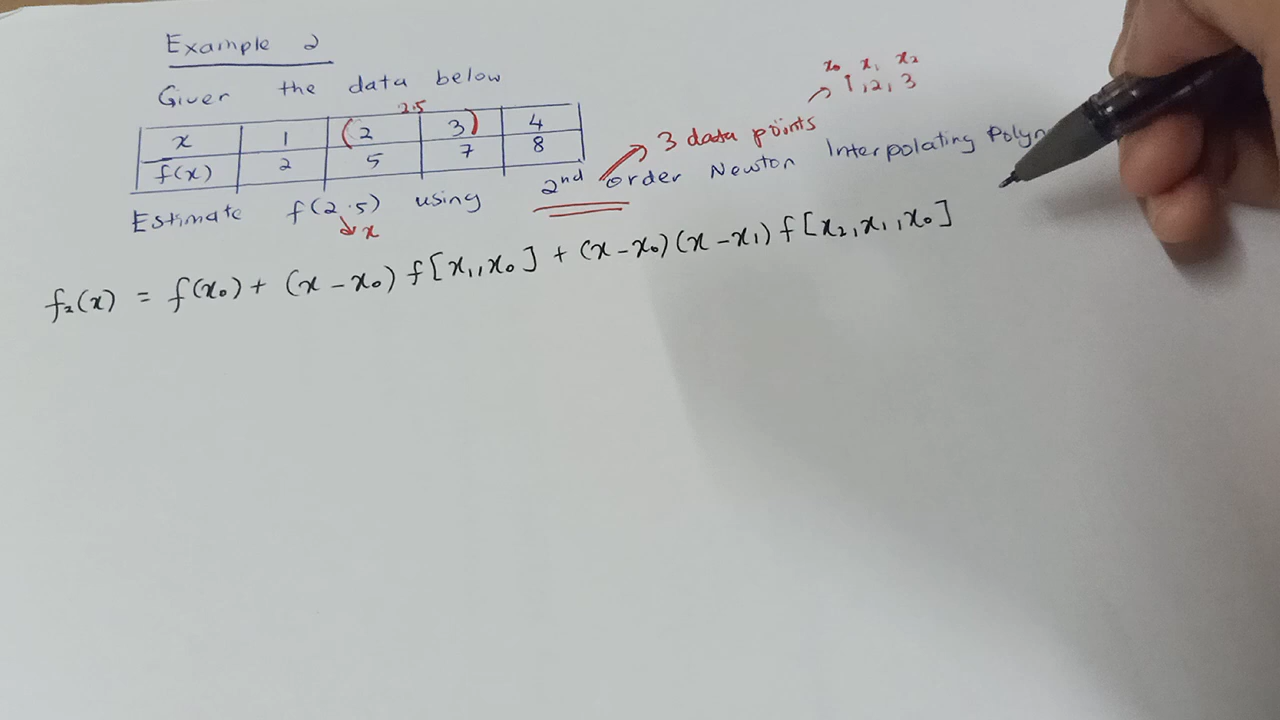 Example 2
Given the data below
x₀ x₁ x₂
1, 2, 3
2.5
x 1 (2 3) 4
f(x) 2 5 7 8
3 data points
Estimate f(2.5) using 2nd order Newton Interpolating Polyn
x
f₂(x) = f(x₀) + (x - x₀) f[x₁, x₀] + (x - x₀)(x - x₁) f[x₂, x₁, x₀]